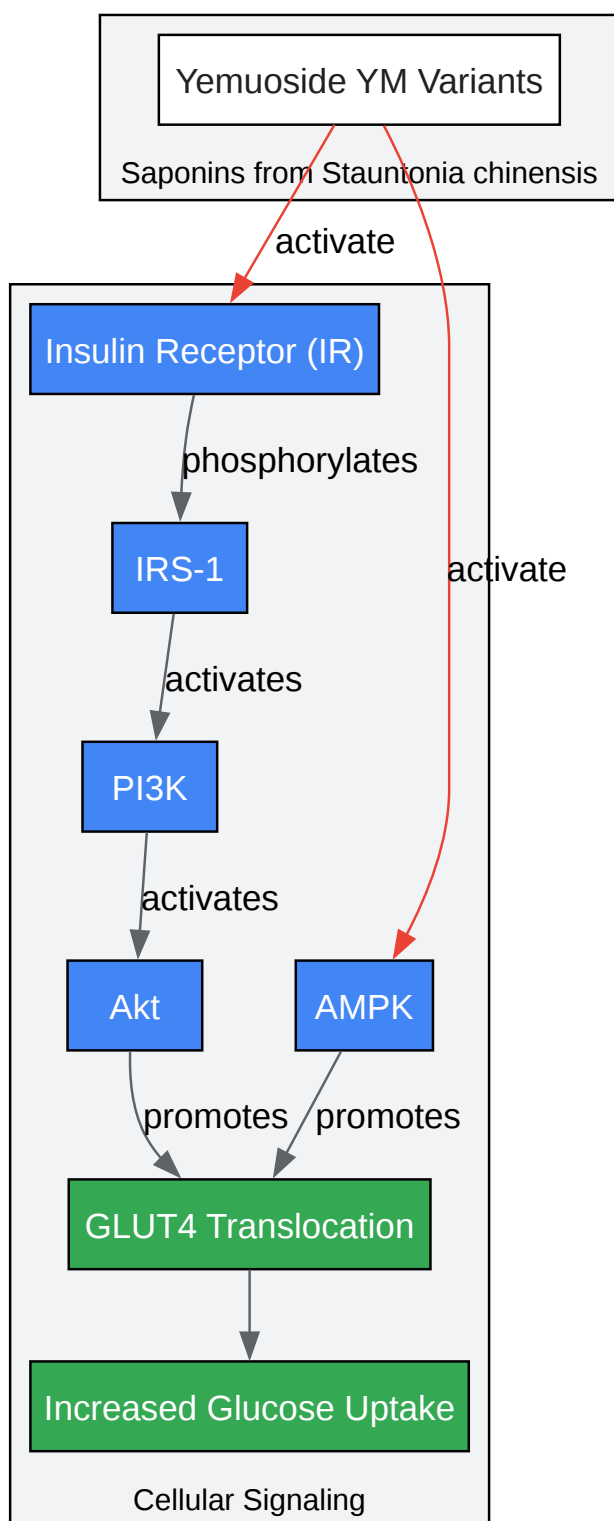 Yemuoside YM Variants
Saponins from Stauntonia chinensis
activate
Insulin Receptor (IR)
phosphorylates
IRS-1
activate
activates
PI3K
activates
Akt
AMPK
promotes
promotes
GLUT4 Translocation
Increased Glucose Uptake
Cellular Signaling